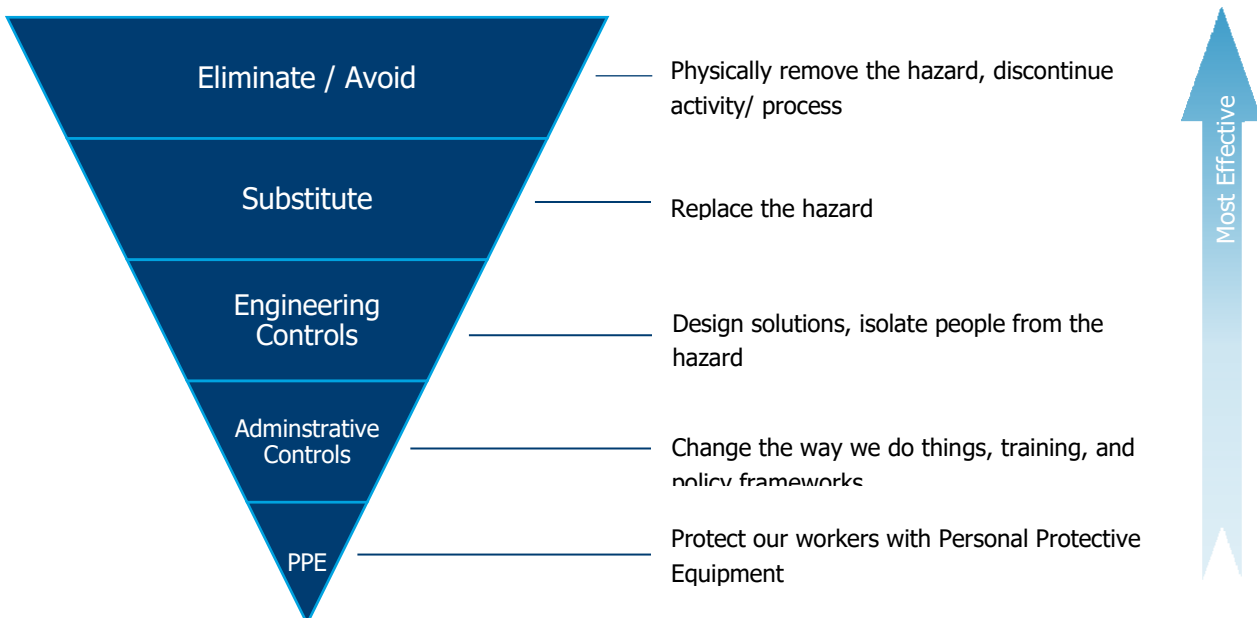 Eliminate / Avoid
Physically remove the hazard, discontinue
activity/ process
Substitute
Replace the hazard
Engineering
Controls
Design solutions, isolate people from the
hazard
Adminstrative
Controls
Change the way we do things, training, and
policy frameworks
PPE
Protect our workers with Personal Protective
Equipment
Most Effective